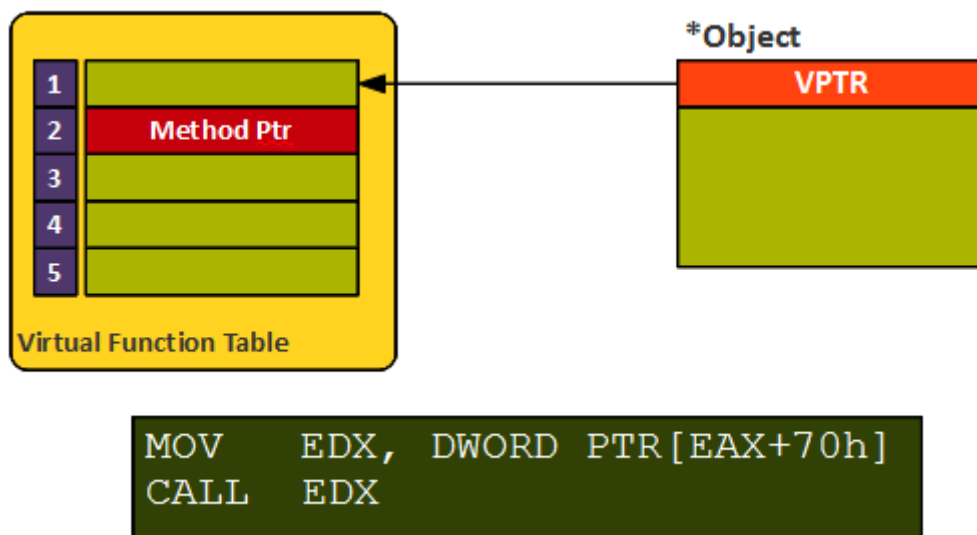 *Object
VPTR
1
2 Method Ptr
3
4
5
Virtual Function Table
MOV EDX, DWORD PTR[EAX+70h]
CALL EDX